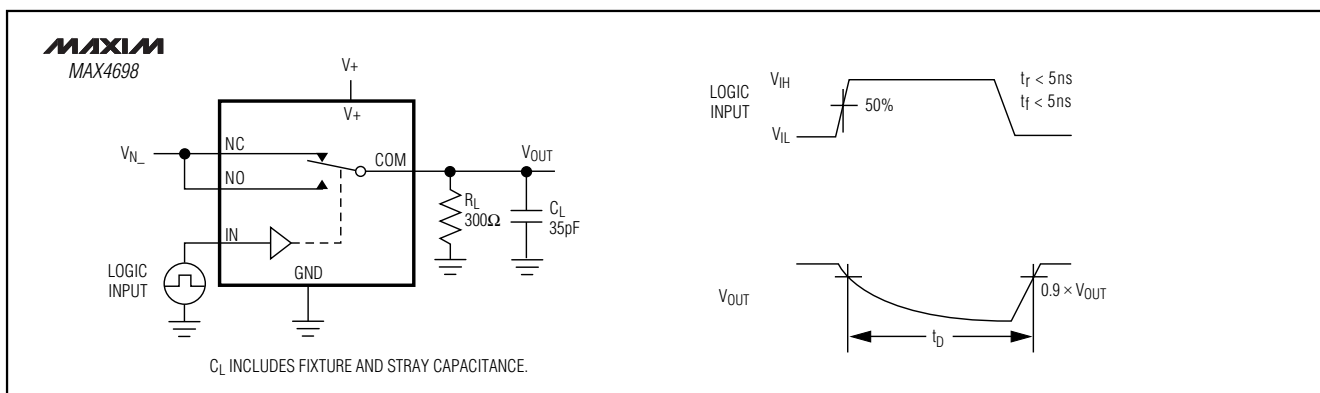 MAXIM
MAX4698
V+
V+
NC
V_N_
COM
V_OUT
NO
R_L
300Ω
C_L
35pF
IN
LOGIC
INPUT
GND
C_L INCLUDES FIXTURE AND STRAY CAPACITANCE.
LOGIC
INPUT
V_IH
t_r < 5ns
t_f < 5ns
50%
V_IL
V_OUT
0.9 × V_OUT
t_D